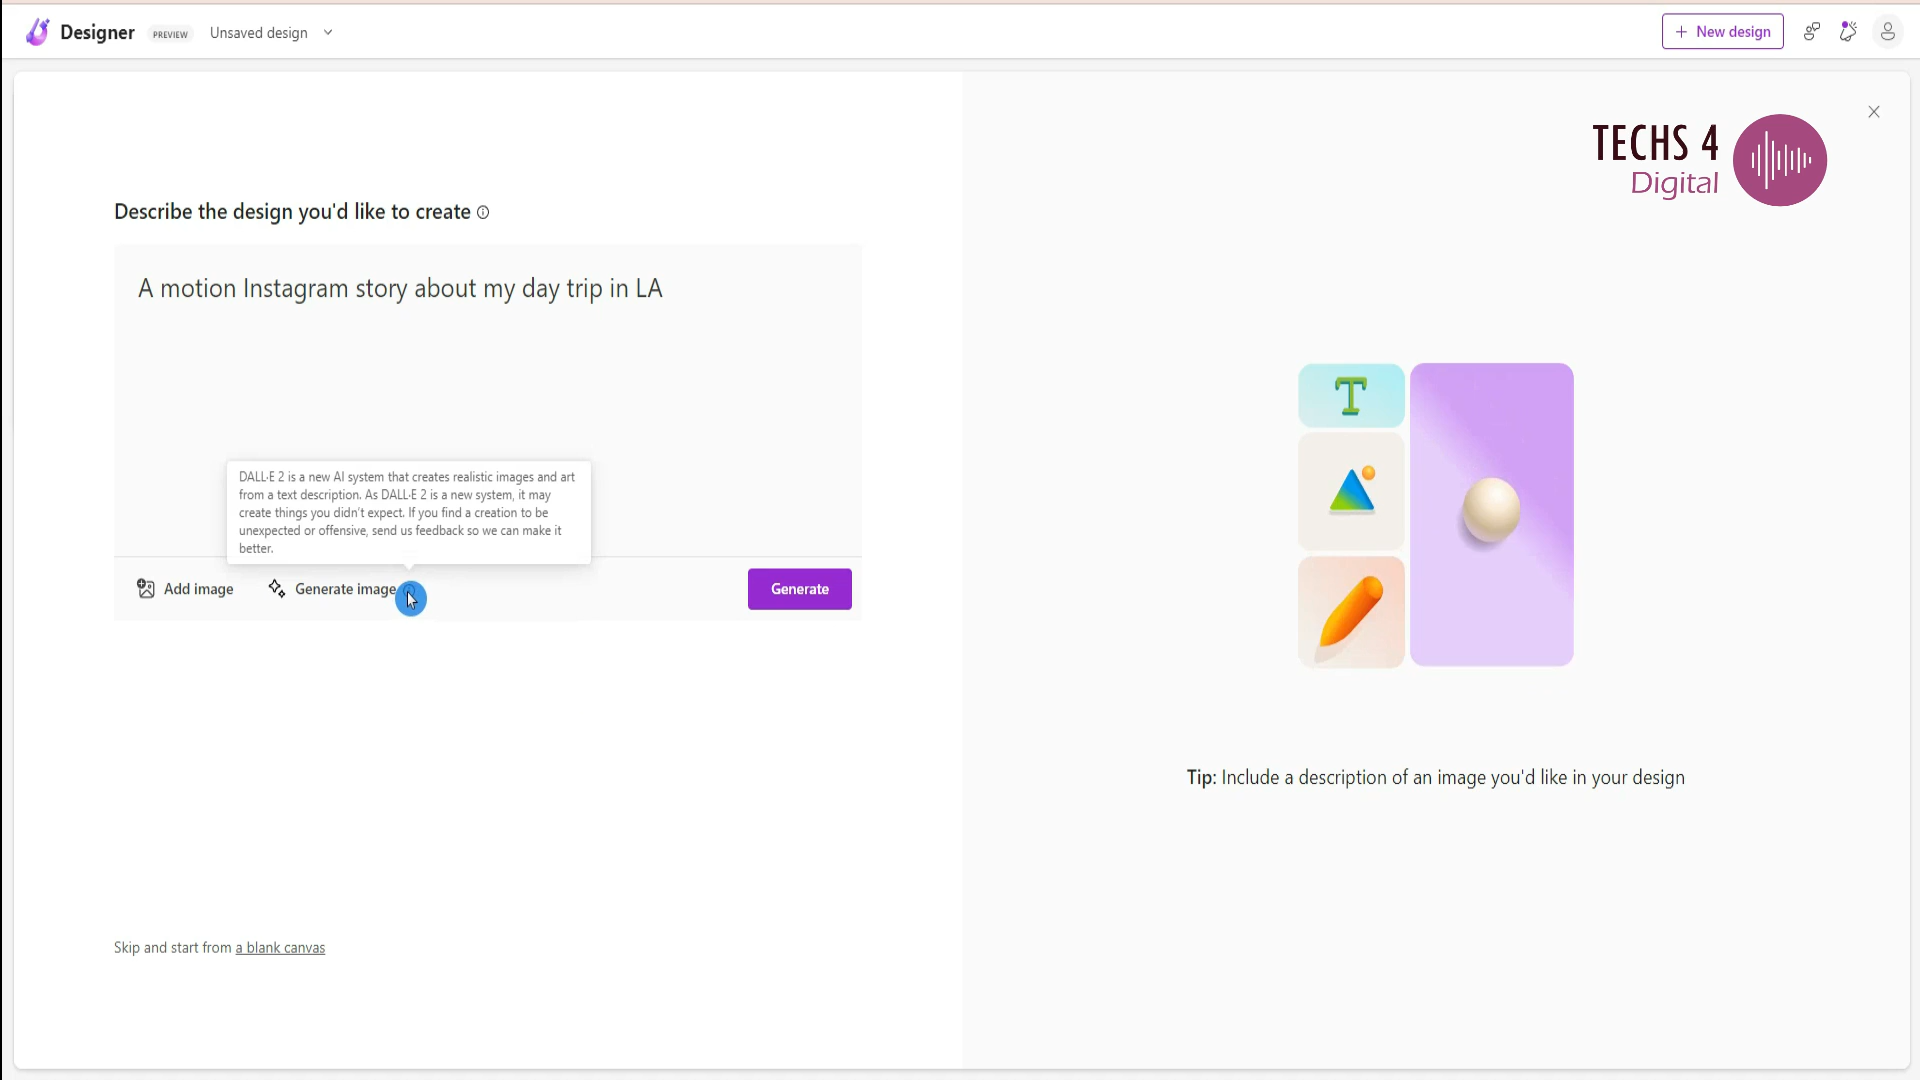 Designer PREVIEW Unsaved design
+ New design
TECHS 4
Digital
Describe the design you'd like to create
A motion Instagram story about my day trip in LA
T
DALL·E 2 is a new AI system that creates realistic images and art
from a text description. As DALL·E 2 is a new system, it may
create things you didn't expect. If you find a creation to be
unexpected or offensive, send us feedback so we can make it
better.
Add image Generate image Generate
Tip: Include a description of an image you'd like in your design
Skip and start from a blank canvas